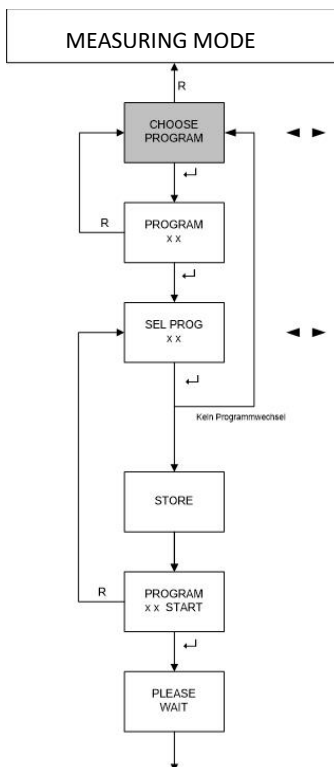 MEASURING MODE
R
CHOOSE
PROGRAM
R
PROGRAM
x x
SEL PROG
x x
Kein Programmwechsel
STORE
R
PROGRAM
x x START
PLEASE
WAIT